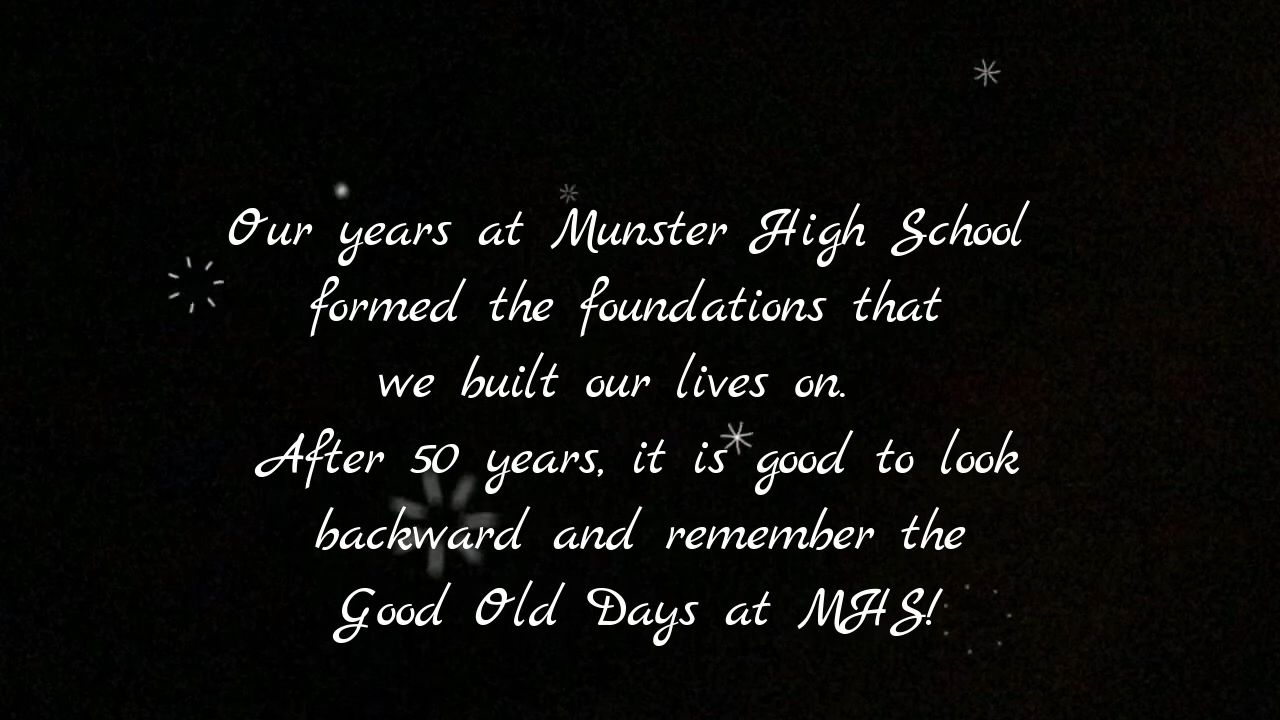 Our years at Munster High School
formed the foundations that
we built our lives on.
After 50 years, it is good to look
backward and remember the
Good Old Days at MHS!